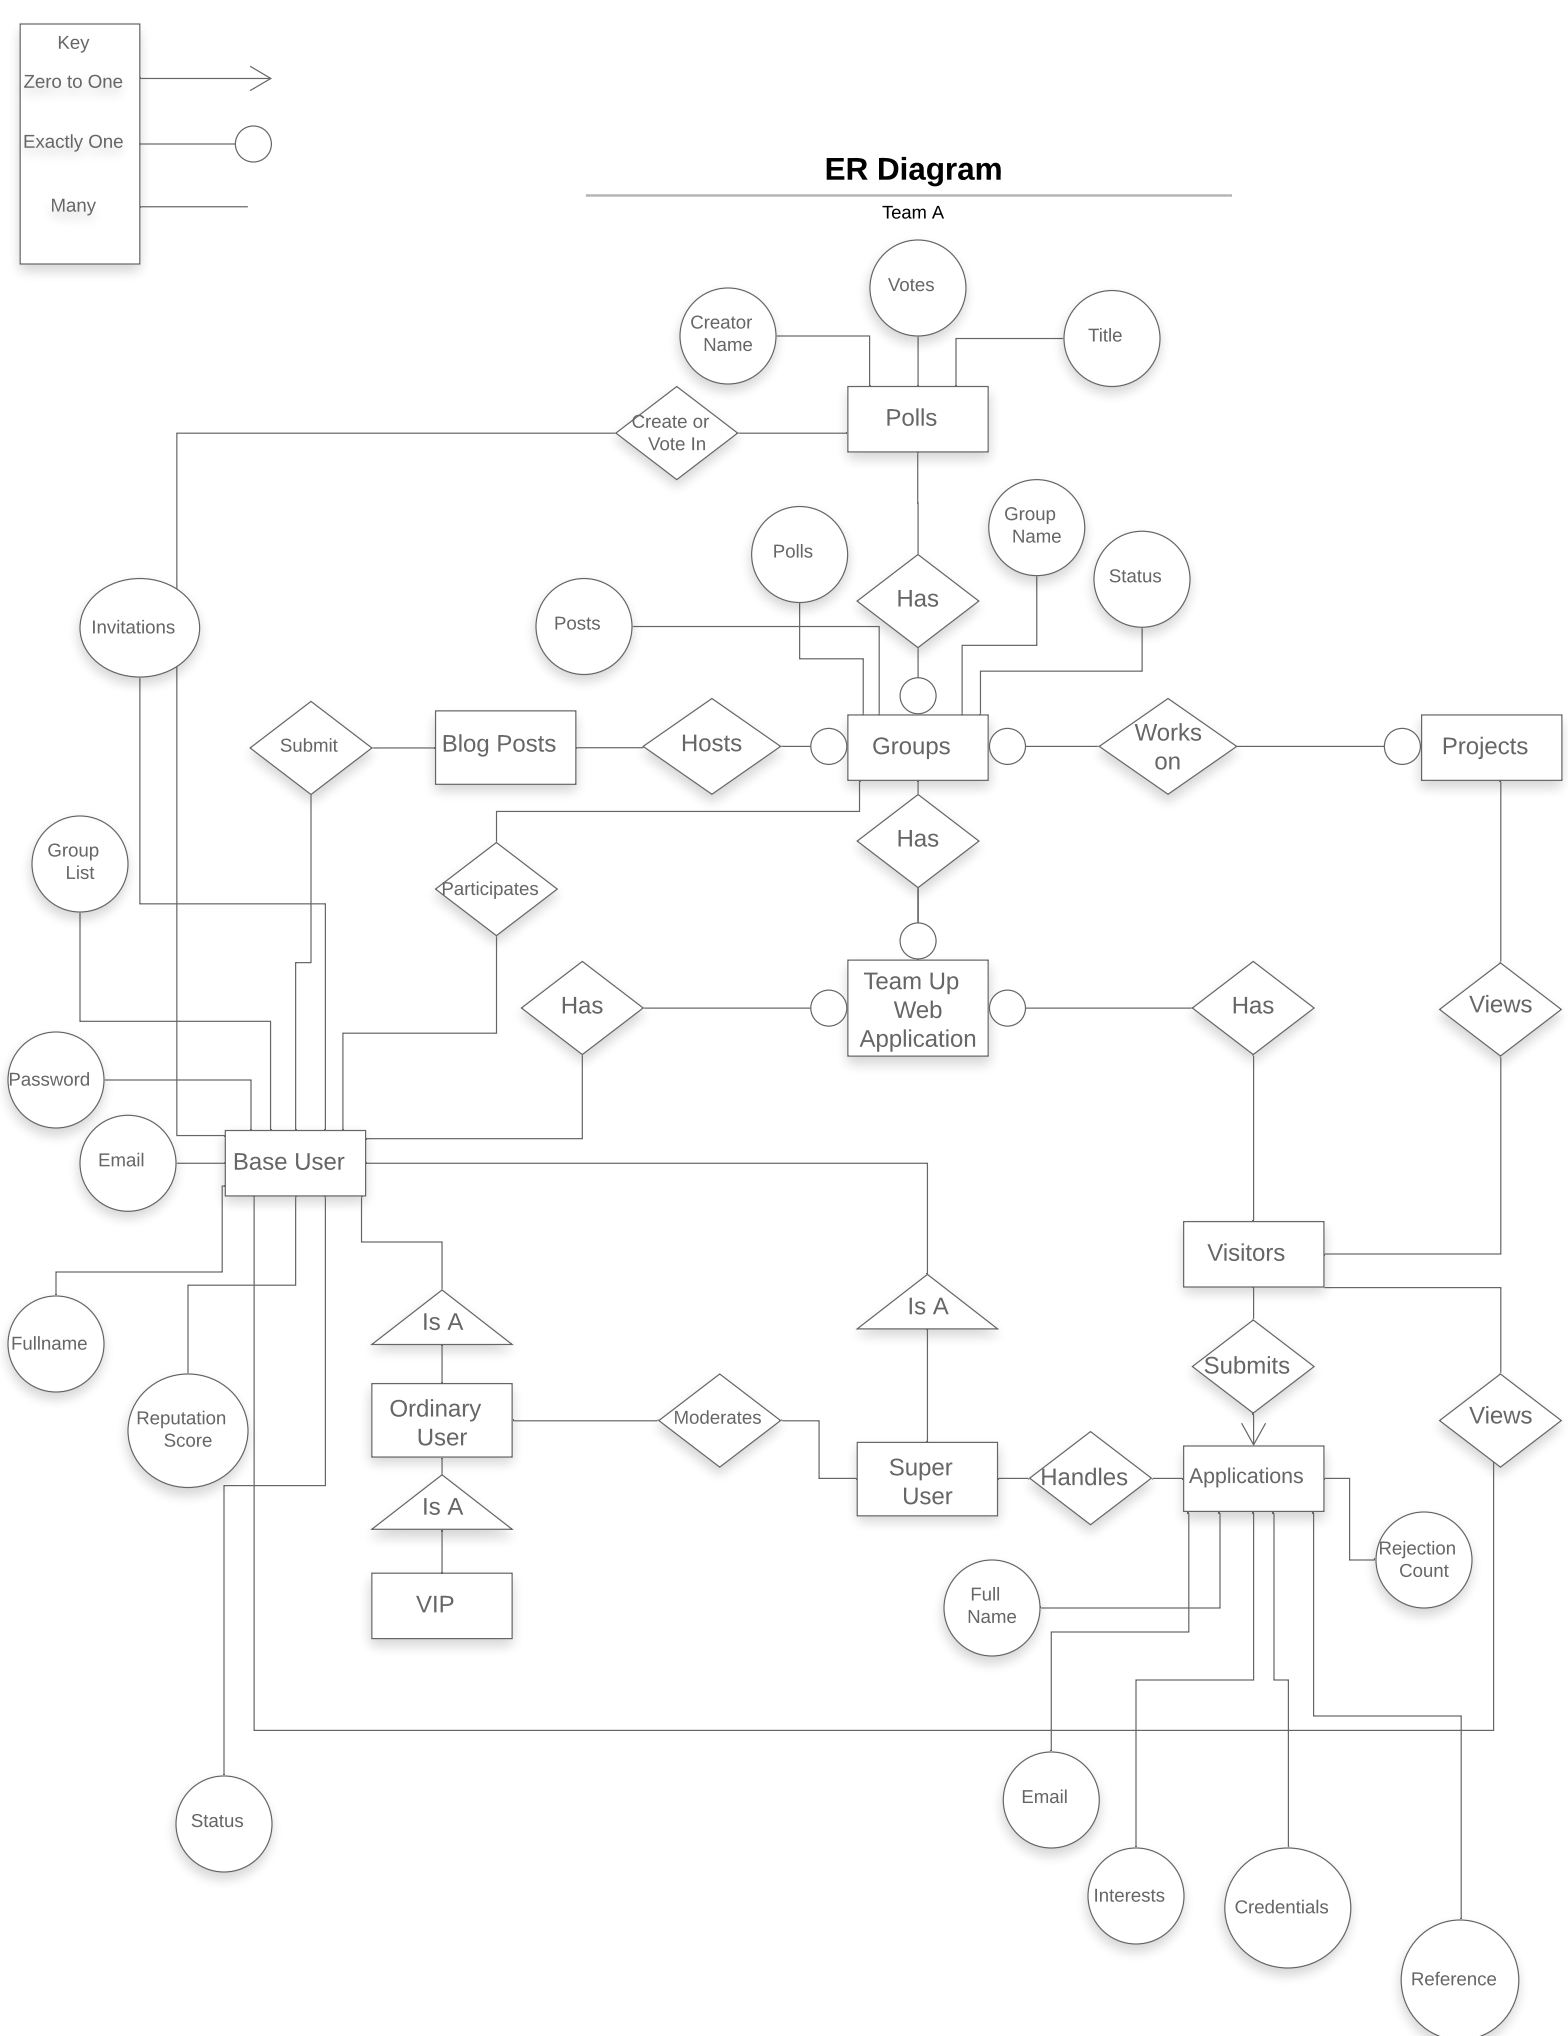 Key
Zero to One
Exactly One
Many
ER Diagram
Team A
Votes
Creator
Name
Title
Polls
Create or
Vote In
Group
Name
Polls
Status
Has
Posts
Invitations
Submit
Blog Posts
Hosts
Groups
Works
on
Projects
Has
Group
List
Participates
Team Up
Web
Application
Has
Has
Views
Password
Email
Base User
Visitors
Is A
Is A
Fullname
Submits
Ordinary
User
Moderates
Views
Reputation
Score
Super
User
Handles
Applications
Is A
Rejection
Count
VIP
Full
Name
Email
Status
Interests
Credentials
Reference